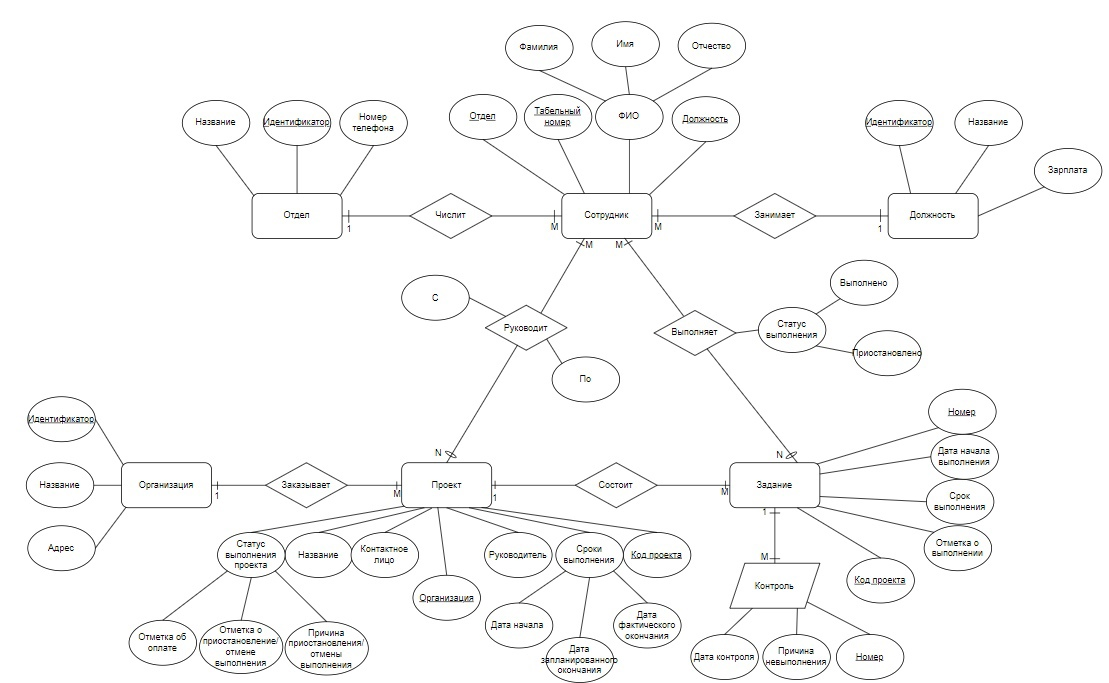 Фамилия
Имя
Отчество
Название
Идентификатор
Номер
телефона
Отдел
Табельный
номер
ФИО
Должность
Идентификатор
Название
Зарплата
Отдел
1
Числит
M
Сотрудник
M
Занимает
1
Должность
M
M
С
Руководит
По
Выполняет
Статус
выполнения
Выполнено
Приостановлено
Идентификатор
Название
Адрес
Организация
1
Заказывает
M
N
Проект
1
Состоит
M
N
Задание
1
Номер
Дата начала
выполнения
Срок
выполнения
Отметка о
выполнении
Код проекта
Статус
выполнения
проекта
Название
Контактное
лицо
Организация
Руководитель
Сроки
выполнения
Код проекта
Отметка об
оплате
Отметка о
приостановление/
отмене
выполнения
Причина
приостановления/
отмены
выполнения
Дата начала
Дата
запланированного
окончания
Дата
фактического
окончания
M
Контроль
Дата контроля
Причина
невыполнения
Номер